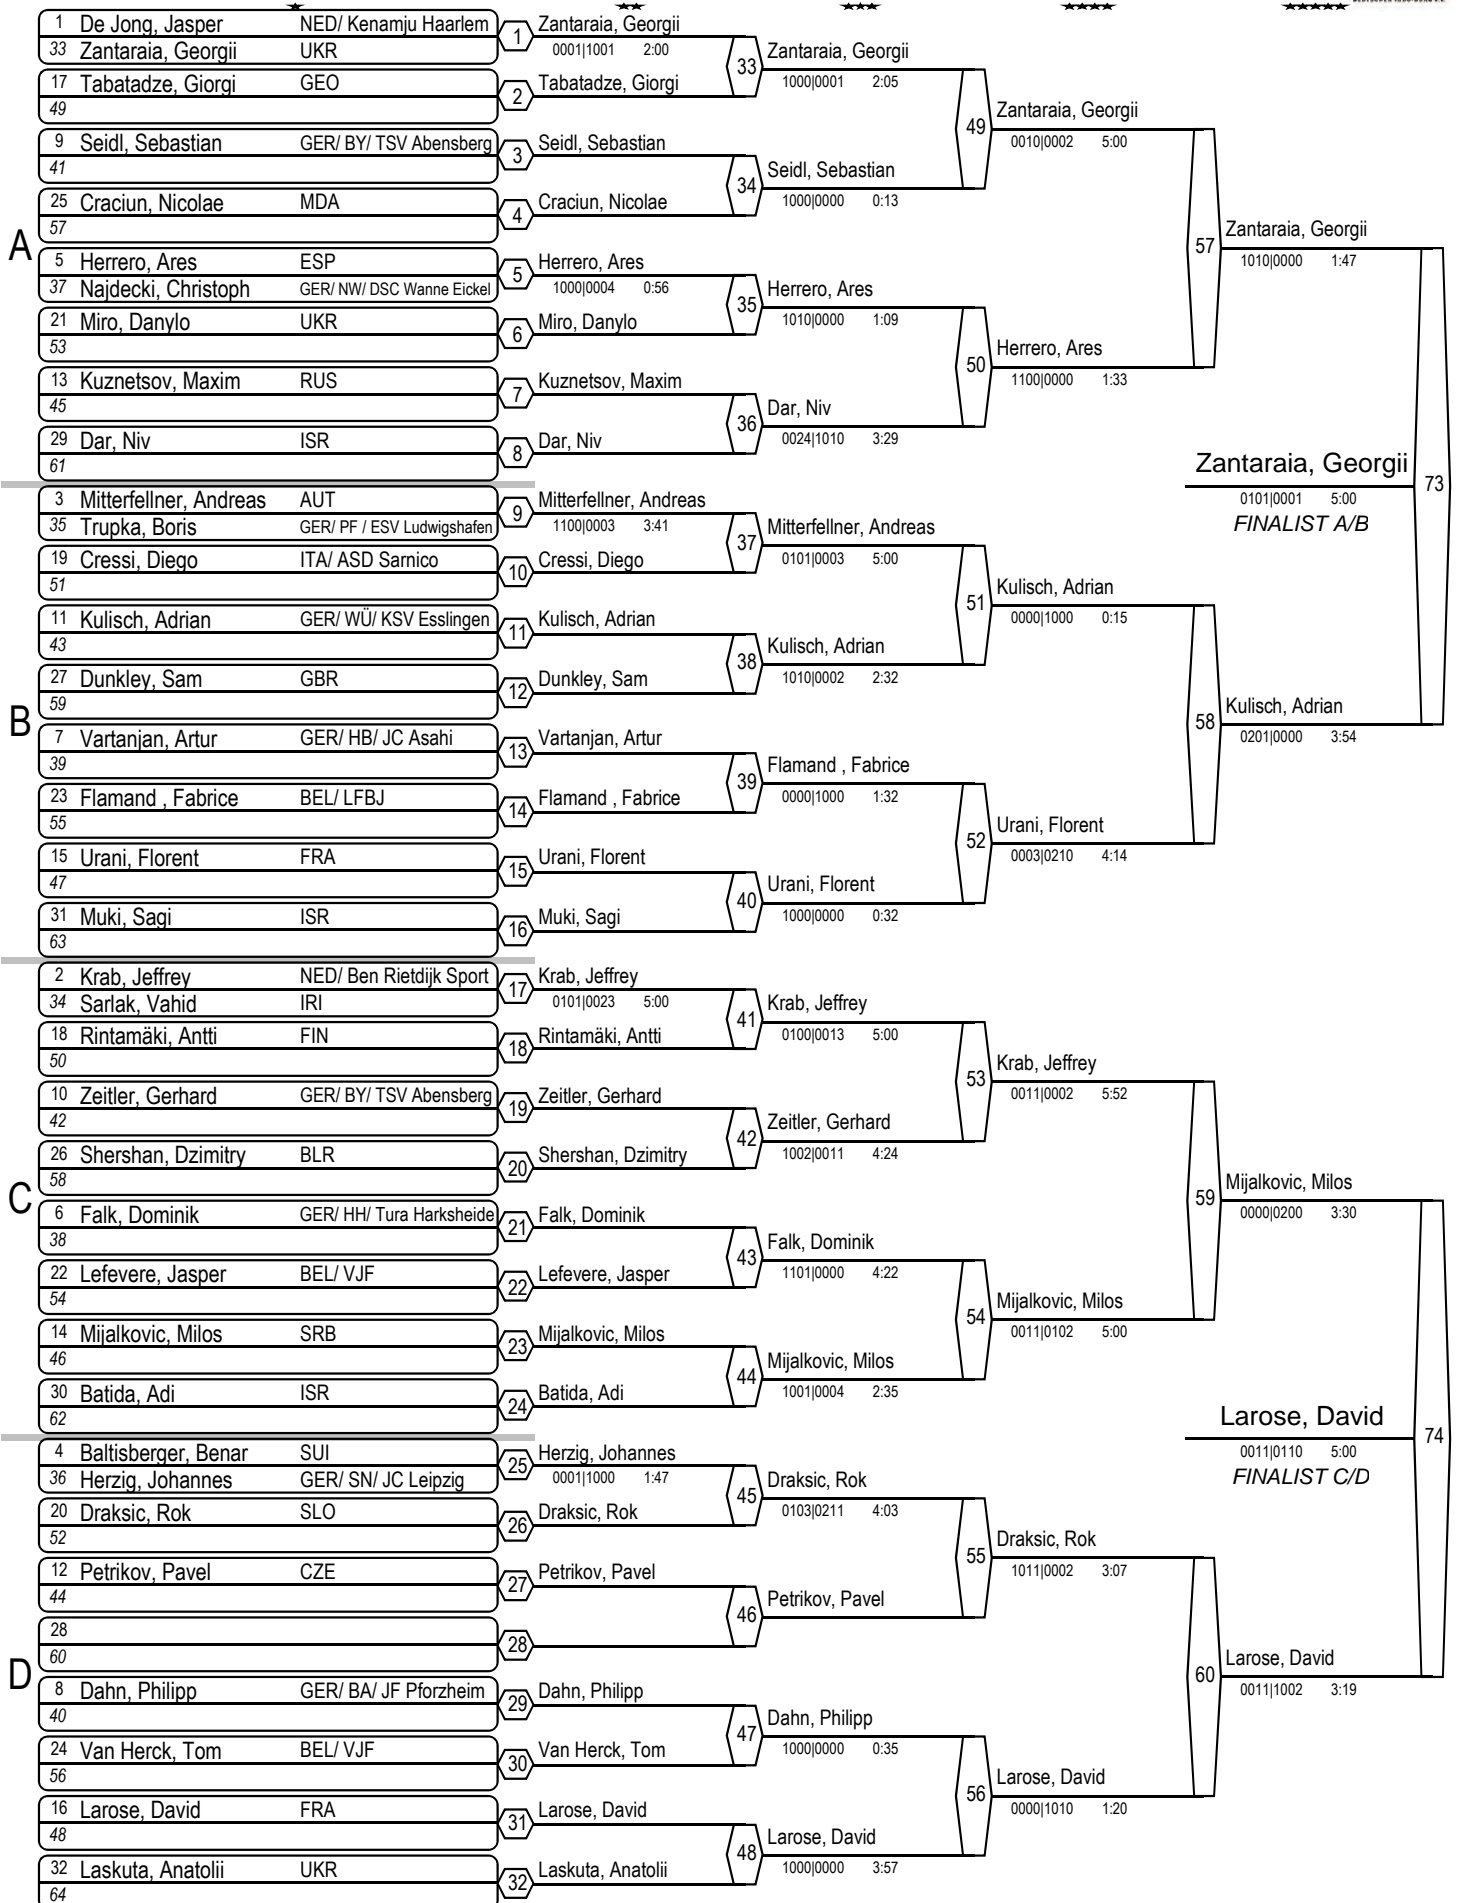 1 De Jong, Jasper NED/ Kenamju Haarlem
33 Zantaraia, Georgii UKR
1 Zantaraia, Georgii
0001|1001 2:00
17 Tabatadze, Giorgi GEO
49
2 Tabatadze, Giorgi
33 Zantaraia, Georgii
1000|0001 2:05
9 Seidl, Sebastian GER/ BY/ TSV Abensberg
41
3 Seidl, Sebastian
25 Craciun, Nicolae MDA
57
4 Craciun, Nicolae
34 Seidl, Sebastian
1000|0000 0:13
49 Zantaraia, Georgii
0010|0002 5:00
A
5 Herrero, Ares ESP
37 Najdecki, Christoph GER/ NW/ DSC Wanne Eickel
5 Herrero, Ares
1000|0004 0:56
21 Miro, Danylo UKR
53
6 Miro, Danylo
35 Herrero, Ares
1010|0000 1:09
13 Kuznetsov, Maxim RUS
45
7 Kuznetsov, Maxim
29 Dar, Niv ISR
61
8 Dar, Niv
36 Dar, Niv
0024|1010 3:29
50 Herrero, Ares
1100|0000 1:33
57 Zantaraia, Georgii
1010|0000 1:47
3 Mitterfellner, Andreas AUT
35 Trupka, Boris GER/ PF / ESV Ludwigshafen
9 Mitterfellner, Andreas
1100|0003 3:41
19 Cressi, Diego ITA/ ASD Sarnico
51
10 Cressi, Diego
37 Mitterfellner, Andreas
0101|0003 5:00
11 Kulisch, Adrian GER/ WÜ/ KSV Esslingen
43
11 Kulisch, Adrian
27 Dunkley, Sam GBR
59
12 Dunkley, Sam
38 Kulisch, Adrian
1010|0002 2:32
51 Kulisch, Adrian
0000|1000 0:15
B
7 Vartanjan, Artur GER/ HB/ JC Asahi
39
13 Vartanjan, Artur
23 Flamand , Fabrice BEL/ LFBJ
55
14 Flamand , Fabrice
39 Flamand , Fabrice
0000|1000 1:32
15 Urani, Florent FRA
47
15 Urani, Florent
31 Muki, Sagi ISR
63
16 Muki, Sagi
40 Urani, Florent
1000|0000 0:32
52 Urani, Florent
0003|0210 4:14
58 Kulisch, Adrian
0201|0000 3:54
73 Zantaraia, Georgii
0101|0001 5:00
FINALIST A/B
2 Krab, Jeffrey NED/ Ben Rietdijk Sport
34 Sarlak, Vahid IRI
17 Krab, Jeffrey
0101|0023 5:00
18 Rintamäki, Antti FIN
50
18 Rintamäki, Antti
41 Krab, Jeffrey
0100|0013 5:00
10 Zeitler, Gerhard GER/ BY/ TSV Abensberg
42
19 Zeitler, Gerhard
26 Shershan, Dzimitry BLR
58
20 Shershan, Dzimitry
42 Zeitler, Gerhard
1002|0011 4:24
53 Krab, Jeffrey
0011|0002 5:52
C
6 Falk, Dominik GER/ HH/ Tura Harksheide
38
21 Falk, Dominik
22 Lefevere, Jasper BEL/ VJF
54
22 Lefevere, Jasper
43 Falk, Dominik
1101|0000 4:22
14 Mijalkovic, Milos SRB
46
23 Mijalkovic, Milos
30 Batida, Adi ISR
62
24 Batida, Adi
44 Mijalkovic, Milos
1001|0004 2:35
54 Mijalkovic, Milos
0011|0102 5:00
59 Mijalkovic, Milos
0000|0200 3:30
4 Baltisberger, Benar SUI
36 Herzig, Johannes GER/ SN/ JC Leipzig
25 Herzig, Johannes
0001|1000 1:47
20 Draksic, Rok SLO
52
26 Draksic, Rok
45 Draksic, Rok
0103|0211 4:03
12 Petrikov, Pavel CZE
44
27 Petrikov, Pavel
28
60
28
46 Petrikov, Pavel
55 Draksic, Rok
1011|0002 3:07
D
8 Dahn, Philipp GER/ BA/ JF Pforzheim
40
29 Dahn, Philipp
24 Van Herck, Tom BEL/ VJF
56
30 Van Herck, Tom
47 Dahn, Philipp
1000|0000 0:35
16 Larose, David FRA
48
31 Larose, David
32 Laskuta, Anatolii UKR
64
32 Laskuta, Anatolii
48 Larose, David
1000|0000 3:57
56 Larose, David
0000|1010 1:20
60 Larose, David
0011|1002 3:19
74 Larose, David
0011|0110 5:00
FINALIST C/D